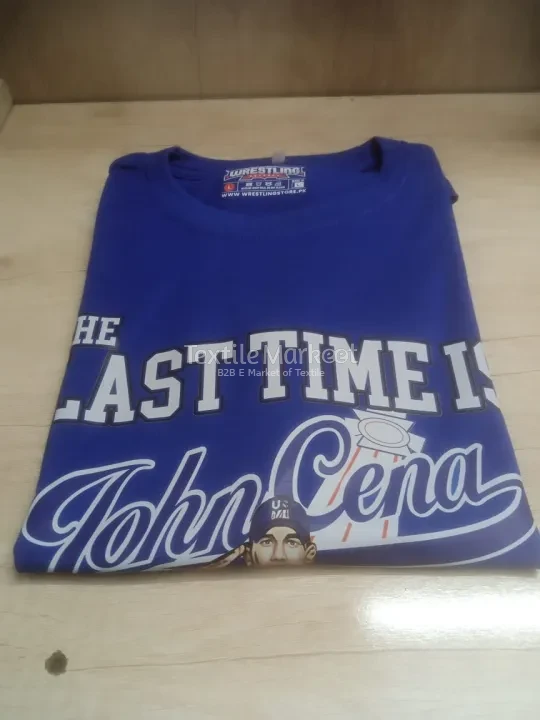 WRESTLING
WWW.WRESTLINGSTORE.PK
HE
LAST TIME IS
Textile Markeet
B2B E Market of Textile
John Cena